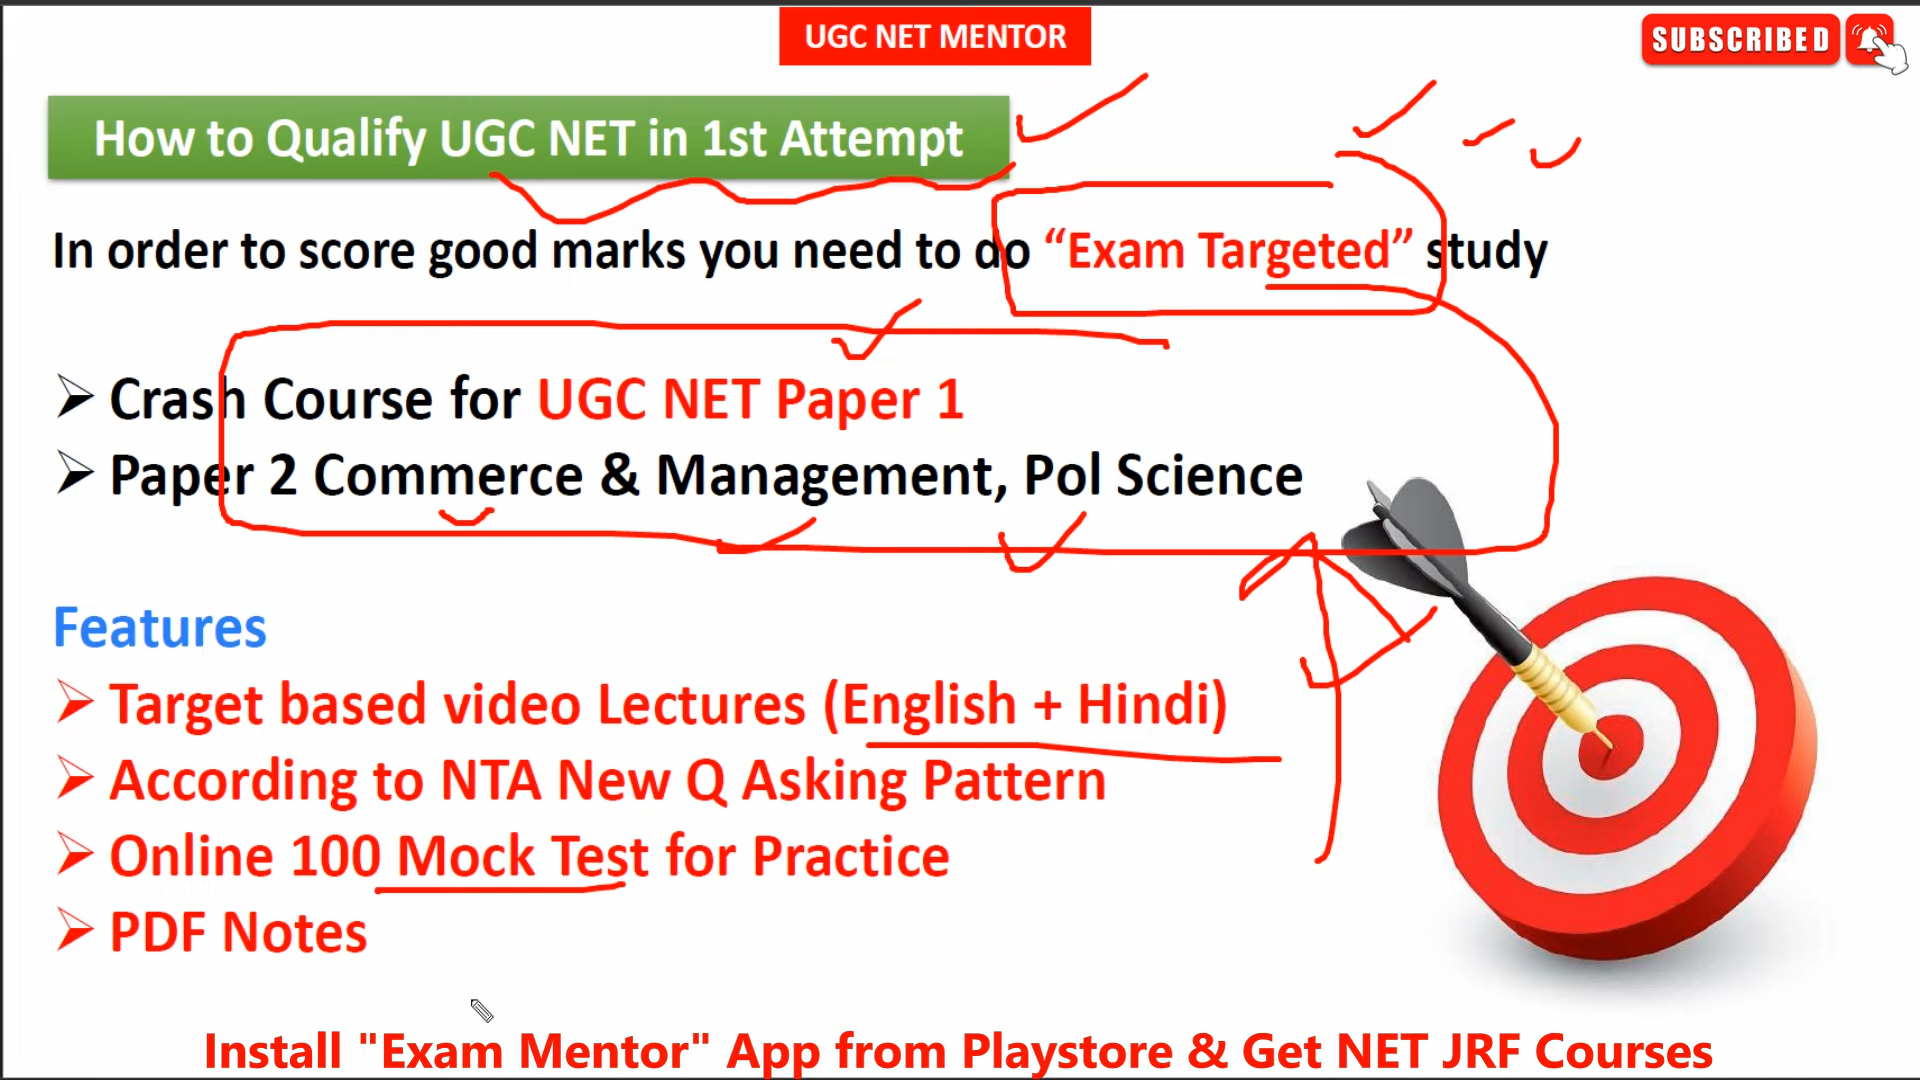 UGC NET MENTOR
SUBSCRIBED
How to Qualify UGC NET in 1st Attempt
In order to score good marks you need to do “Exam Targeted” study
Crash Course for UGC NET Paper 1
Paper 2 Commerce & Management, Pol Science
Features
Target based video Lectures (English + Hindi)
According to NTA New Q Asking Pattern
Online 100 Mock Test for Practice
PDF Notes
Install "Exam Mentor" App from Playstore & Get NET JRF Courses